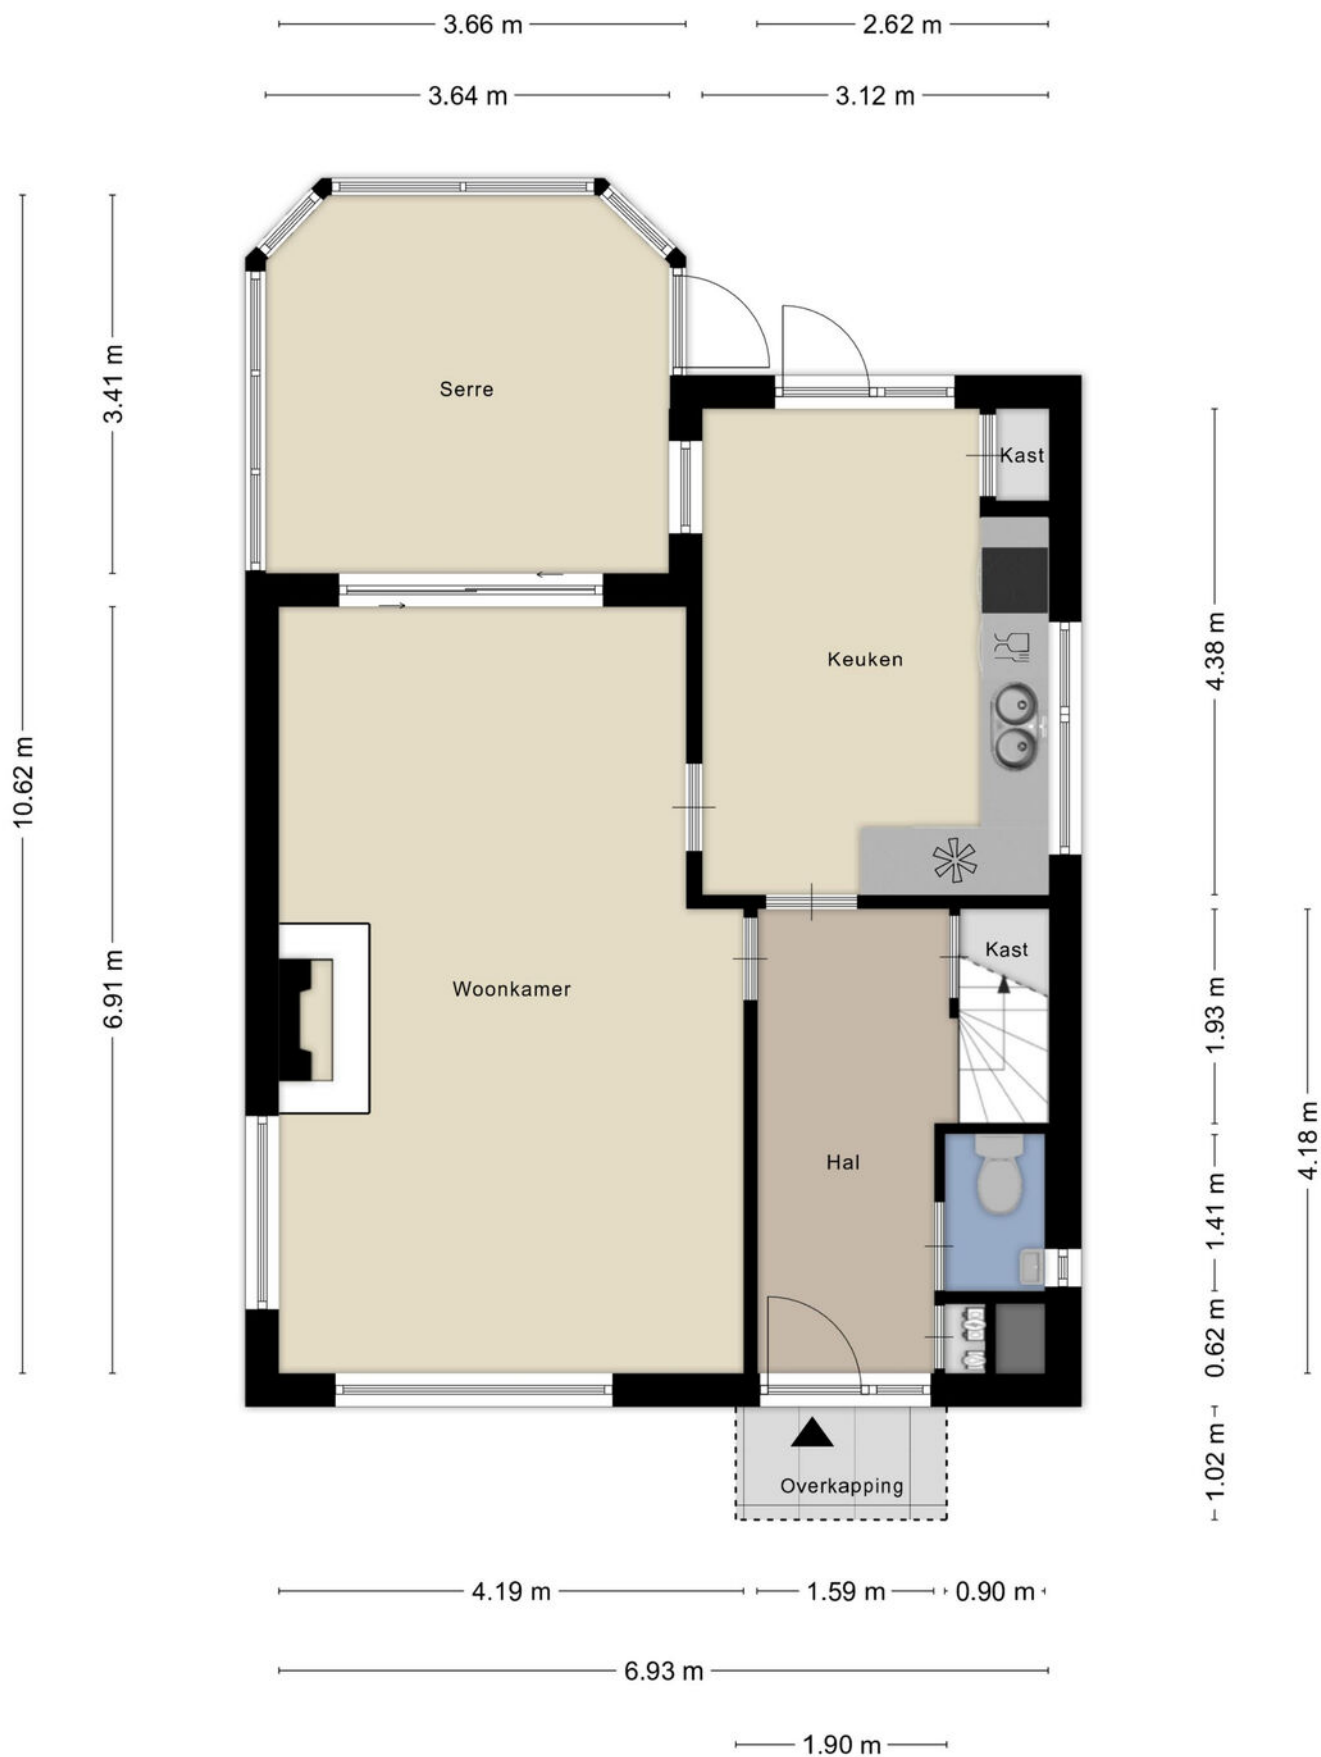 3.66 m
2.62 m
3.64 m
3.12 m
Serre
3.41 m
Kast
Keuken
4.38 m
10.62 m
Woonkamer
6.91 m
Kast
1.93 m
Hal
4.18 m
1.41 m
0.62 m
1.02 m
Overkapping
4.19 m
1.59 m
0.90 m
6.93 m
1.90 m